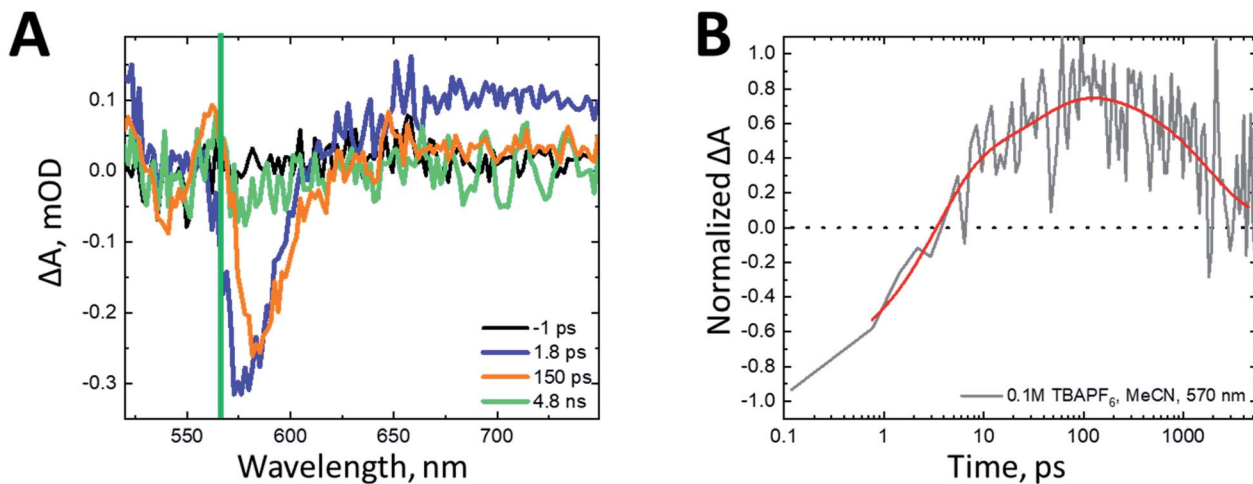 A
0.1
0.0
-0.1
-0.2
-0.3
ΔA, mOD
-1 ps
1.8 ps
150 ps
4.8 ns
550
600
650
700
Wavelength, nm
B
1.0
0.8
0.6
0.4
0.2
0.0
-0.2
-0.4
-0.6
-0.8
-1.0
Normalized ΔA
0.1M TBAPF₆, MeCN, 570 nm
0.1
1
10
100
1000
Time, ps